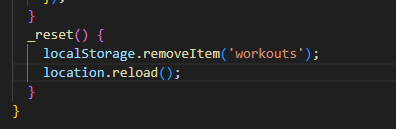 });
}
_reset() {
localStorage.removeItem('workouts');
location.reload();
}
}